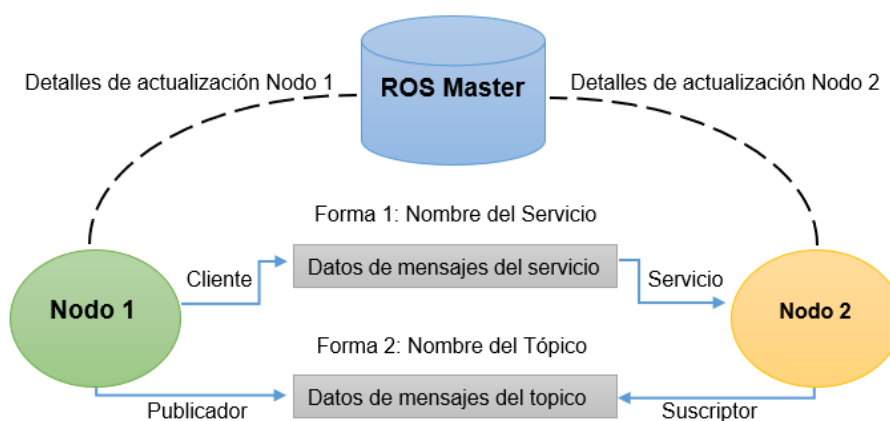 ROS Master
Detalles de actualización Nodo 1
Detalles de actualización Nodo 2
Forma 1: Nombre del Servicio
Cliente
Datos de mensajes del servicio
Servicio
Nodo 1
Nodo 2
Forma 2: Nombre del Tópico
Datos de mensajes del topico
Publicador
Suscriptor